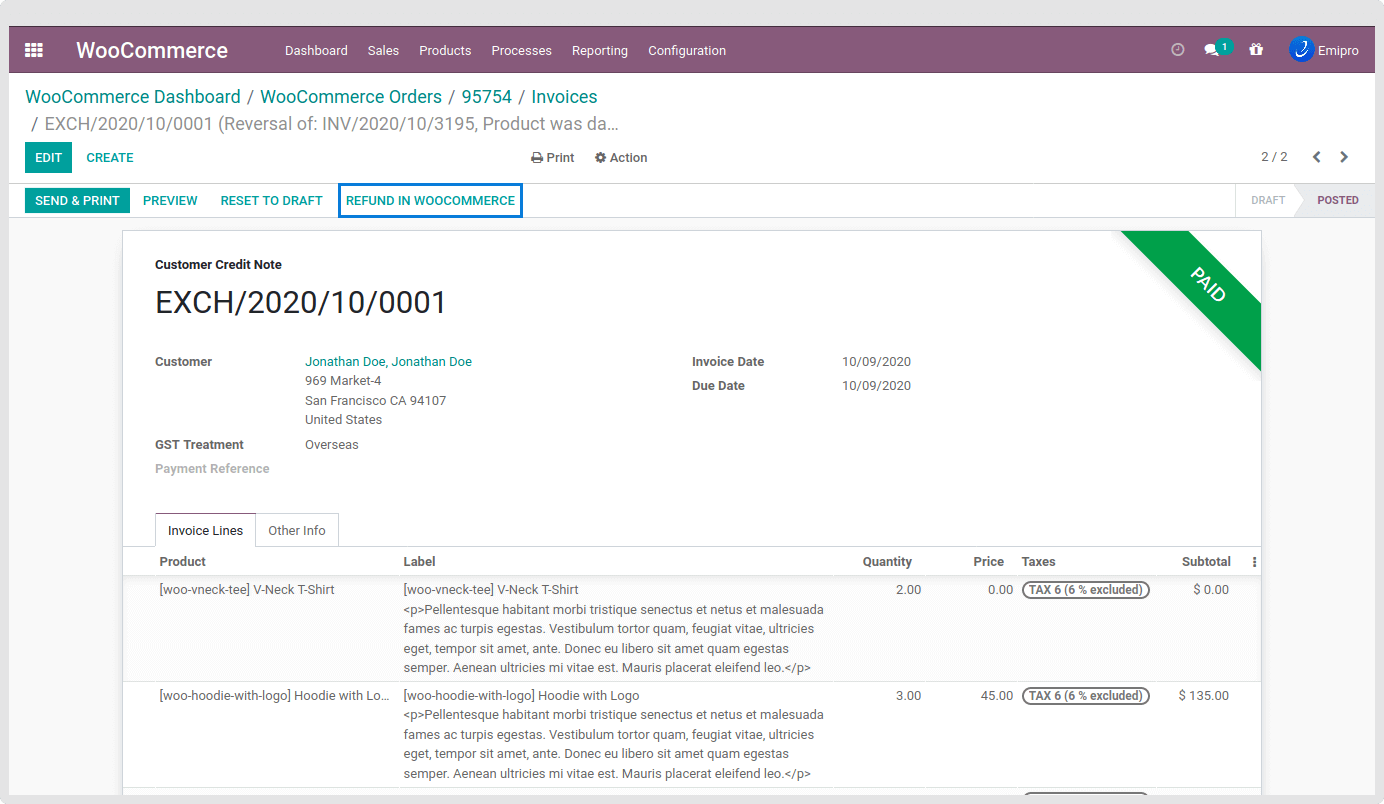 WooCommerce Dashboard Sales Products Processes Reporting Configuration 1 Emipro
WooCommerce Dashboard / WooCommerce Orders / 95754 / Invoices
/ EXCH/2020/10/0001 (Reversal of: INV/2020/10/3195, Product was da...
EDIT CREATE Print Action 2 / 2
SEND & PRINT PREVIEW RESET TO DRAFT REFUND IN WOOCOMMERCE DRAFT POSTED
Customer Credit Note
PAID
EXCH/2020/10/0001
Customer Jonathan Doe, Jonathan Doe Invoice Date 10/09/2020
969 Market-4 Due Date 10/09/2020
San Francisco CA 94107
United States
GST Treatment Overseas
Payment Reference
Invoice Lines Other Info
Product Label Quantity Price Taxes Subtotal
[woo-vneck-tee] V-Neck T-Shirt [woo-vneck-tee] V-Neck T-Shirt 2.00 0.00 TAX 6 (6 % excluded) $ 0.00
<p>Pellentesque habitant morbi tristique senectus et netus et malesuada
fames ac turpis egestas. Vestibulum tortor quam, feugiat vitae, ultricies
eget, tempor sit amet, ante. Donec eu libero sit amet quam egestas
semper. Aenean ultricies mi vitae est. Mauris placerat eleifend leo.</p>
[woo-hoodie-with-logo] Hoodie with Lo... [woo-hoodie-with-logo] Hoodie with Logo 3.00 45.00 TAX 6 (6 % excluded) $ 135.00
<p>Pellentesque habitant morbi tristique senectus et netus et malesuada
fames ac turpis egestas. Vestibulum tortor quam, feugiat vitae, ultricies
eget, tempor sit amet, ante. Donec eu libero sit amet quam egestas
semper. Aenean ultricies mi vitae est. Mauris placerat eleifend leo.</p>